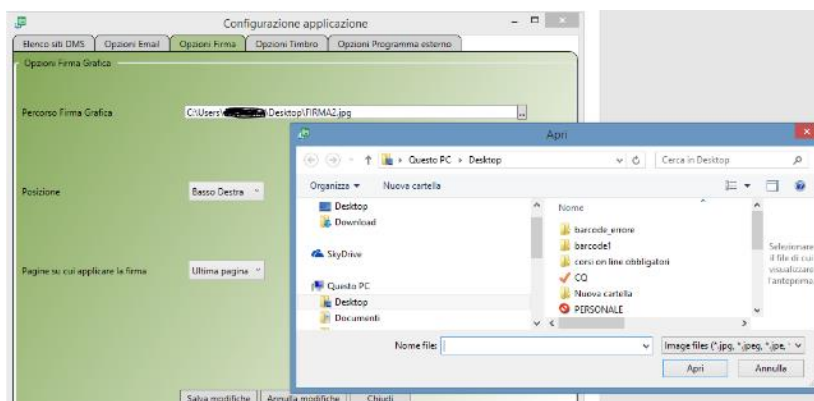 Configurazione applicazione
Elenco siti DMS Opzioni Email Opzioni Firma Opzioni Timbro Opzioni Programma esterno
Opzioni Firma Grafica
Percorso Firma Grafica C:\Users\ \Desktop\FIRMA2.jpg ..
Posizione Basso Destra
Pagine su cui applicare la firma Ultima pagina
Salva modifiche Annulla modifiche Chiudi
Apri
Questo PC Desktop Cerca in Desktop
Organizza Nuova cartella
Desktop
Download
SkyDrive
Questo PC
Desktop
Documenti
Nome
barcode_errore
barcode1
corsi on line obbligatori
CQ
Nuova cartella
PERSONALE
Selezionare
il file di cui
visualizzare
l'anteprima
Nome file: Image files (*.jpg, *.jpeg, *.jpe, *
Apri Annulla